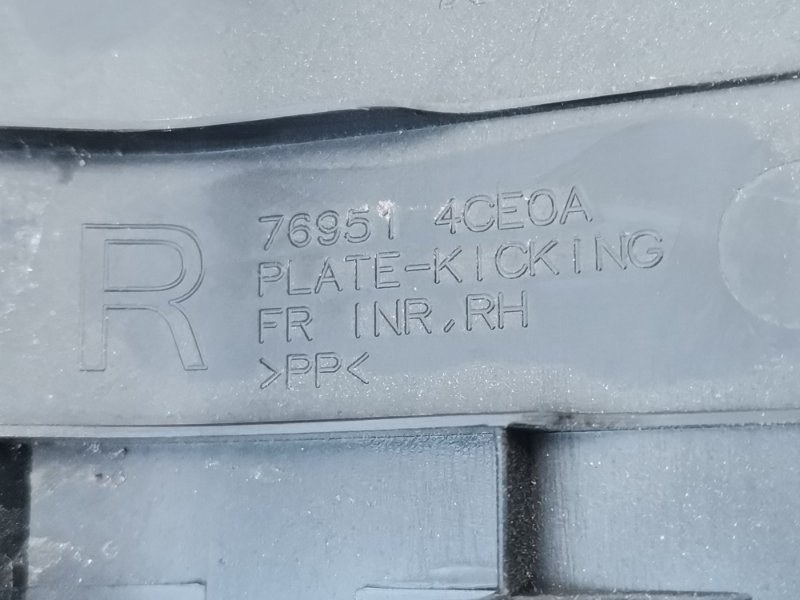 R
76951 4CE0A
PLATE-KICKING
FR INR,RH
>PP<